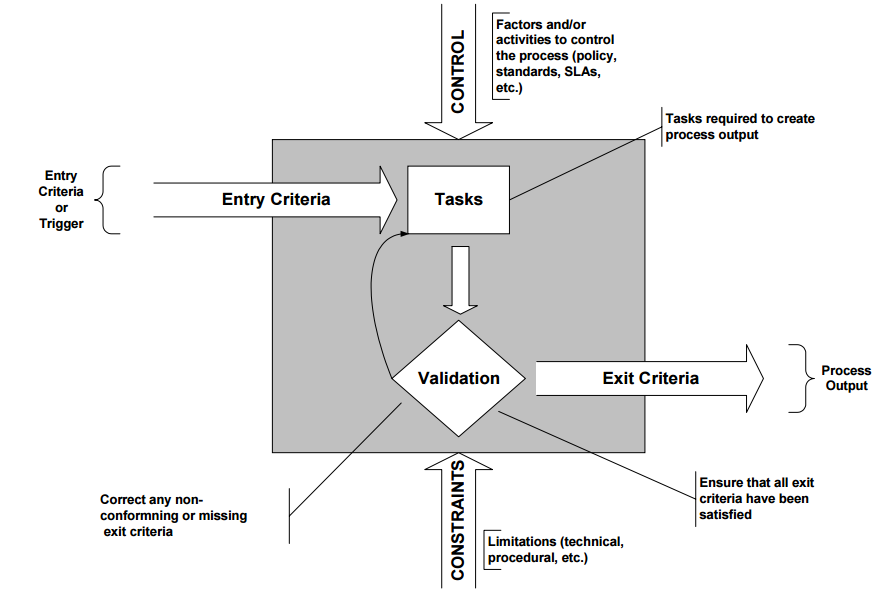 CONTROL
Factors and/or
activities to control
the process (policy,
standards, SLAs,
etc.)
Tasks required to create
process output
Entry
Criteria
or
Trigger
Entry Criteria
Tasks
Validation
Exit Criteria
Process
Output
Correct any non-
conformning or missing
exit criteria
CONSTRAINTS
Limitations (technical,
procedural, etc.)
Ensure that all exit
criteria have been
satisfied